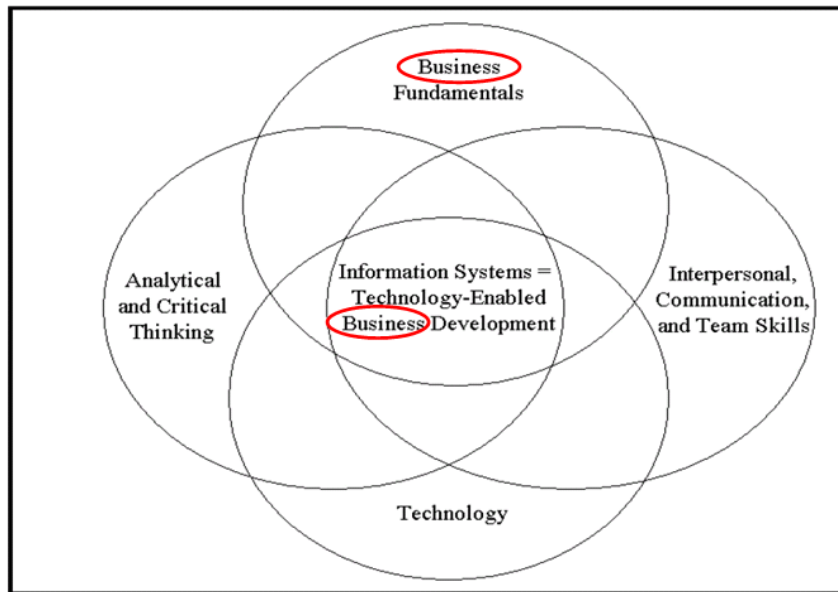 Business
Fundamentals
Analytical
and Critical
Thinking
Information Systems =
Technology-Enabled
Business Development
Interpersonal,
Communication,
and Team Skills
Technology